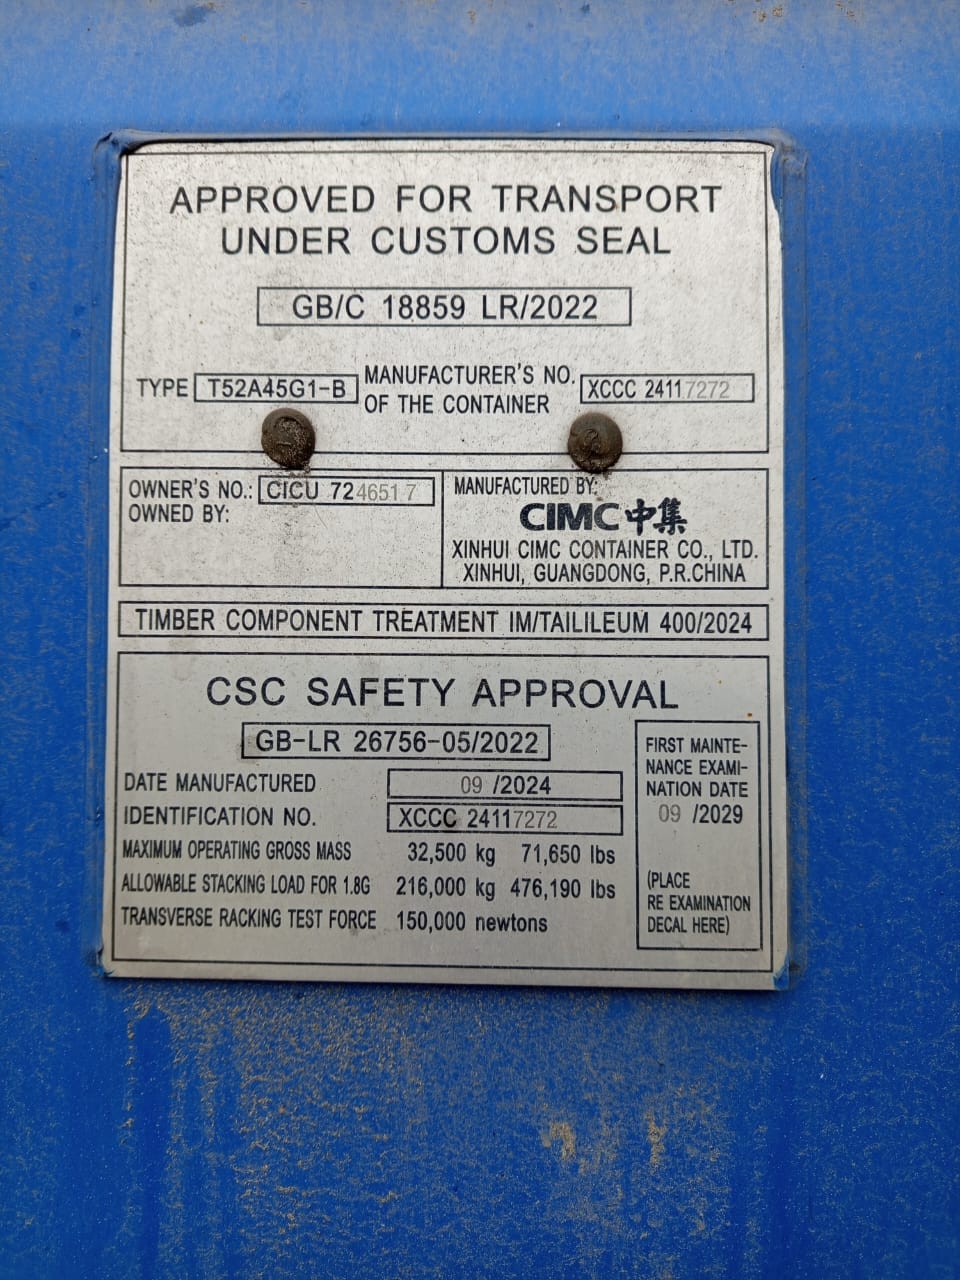 APPROVED FOR TRANSPORT
UNDER CUSTOMS SEAL
GB/C 18859 LR/2022
TYPE T52A45G1-B
MANUFACTURER'S NO.
OF THE CONTAINER
XCCC 24117272
OWNER'S NO.: CICU 724651 7
OWNED BY:
MANUFACTURED BY:
CIMC 中集
XINHUI CIMC CONTAINER CO., LTD.
XINHUI, GUANGDONG, P.R.CHINA
TIMBER COMPONENT TREATMENT IM/TAILILEUM 400/2024
CSC SAFETY APPROVAL
GB-LR 26756-05/2022
DATE MANUFACTURED 09 /2024
IDENTIFICATION NO. XCCC 24117272
MAXIMUM OPERATING GROSS MASS 32,500 kg 71,650 lbs
ALLOWABLE STACKING LOAD FOR 1.8G 216,000 kg 476,190 lbs
TRANSVERSE RACKING TEST FORCE 150,000 newtons
FIRST MAINTE-
NANCE EXAMI-
NATION DATE
09 /2029
(PLACE
RE EXAMINATION
DECAL HERE)